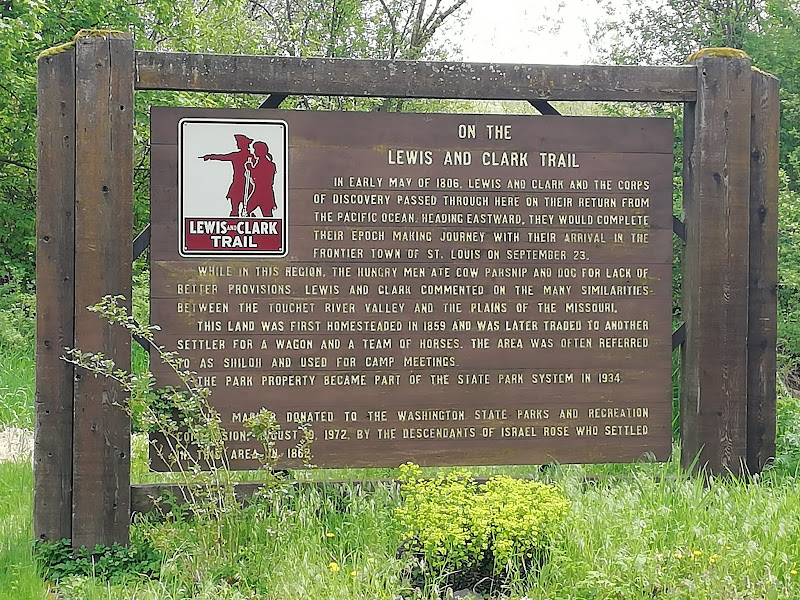 ON THE
LEWIS AND CLARK TRAIL
LEWIS AND CLARK
TRAIL
IN EARLY MAY OF 1806, LEWIS AND CLARK AND THE CORPS
OF DISCOVERY PASSED THROUGH HERE ON THEIR RETURN FROM
THE PACIFIC OCEAN. HEADING EASTWARD, THEY WOULD COMPLETE
THEIR EPOCH MAKING JOURNEY WITH THEIR ARRIVAL IN THE
FRONTIER TOWN OF ST. LOUIS ON SEPTEMBER 23.
WHILE IN THIS REGION, THE HUNGRY MEN ATE COW PARSNIP AND DOG FOR LACK OF
BETTER PROVISIONS. LEWIS AND CLARK COMMENTED ON THE MANY SIMILARITIES
BETWEEN THE TOUCHET RIVER VALLEY AND THE PLAINS OF THE MISSOURI.
THIS LAND WAS FIRST HOMESTEADED IN 1859 AND WAS LATER TRADED TO ANOTHER
SETTLER FOR A WAGON AND A TEAM OF HORSES. THE AREA WAS OFTEN REFERRED
TO AS SHILOH AND USED FOR CAMP MEETINGS.
THE PARK PROPERTY BECAME PART OF THE STATE PARK SYSTEM IN 1934.
DONATED TO THE WASHINGTON STATE PARKS AND RECREATION
1972, BY THE DESCENDANTS OF ISRAEL ROSE WHO SETTLED
IN THIS AREA IN